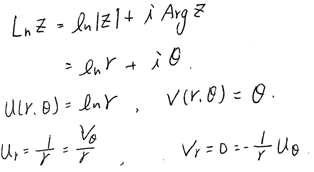 Ln z = ln|z| + i Arg z
= ln r + i θ.
u(r.θ) = ln r , v(r,θ) = θ.
u_r = 1/r = v_θ/r , v_r = 0 = -1/r u_θ.